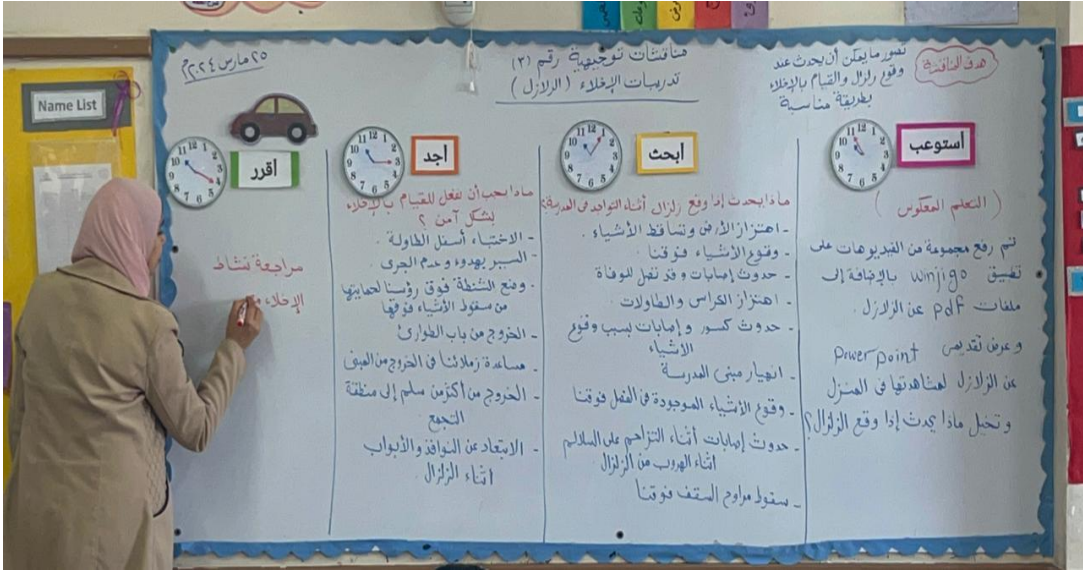 Name List
٢٥ مارس ٢٠٢٤م
مناقشات توجيهية رقم (٣)
تدريبات الإخلاء (الزلازل)
هدف المناقشة
تصور ما يمكن أن يحدث عند
وقوع زلزال والقيام بالإخلاء
بطريقة مناسبة
أستوعب
(التعلم المعكوس)
تم رفع مجموعة من الفيديوهات على
تطبيق winjigo بالإضافة إلى
ملفات pdf عن الزلازل.
وعرض تقديمي Power point
عن الزلازل لمشاهدتها في المنزل
وتخيل ماذا يحدث إذا وقع الزلزال؟
أبحث
ماذا يحدث إذا وقع زلزال أثناء التواجد في المدرسة؟
- اهتزاز الأرض وتساقط الأشياء.
- وقوع الأشياء فوقنا.
- حدوث إصابات وقد تصل للوفاة
- اهتزاز الكراس والطاولات.
- حدوث كسور وإصابات بسبب وقوع
الأشياء
- انهيار مبنى المدرسة
- وقوع الأشياء الموجودة في الفصل فوقنا
- حدوث إصابات أثناء التزاحم على السلالم
أثناء الهروب من الزلزال.
- سقوط مراوح السقف فوقنا
أجد
ماذا يجب أن نفعل للقيام بالإخلاء
بشكل آمن؟
- الاختباء أسفل الطاولة.
- السير بهدوء وعدم الجرى.
- وضع الشنطة فوق رؤسنا لحمايتها
من سقوط الأشياء فوقها
- الخروج من باب الطوارئ
- مساعدة زملائنا في الخروج من المبنى
- الخروج من أكثر من سلم إلى منطقة
التجمع
- الابتعاد عن النوافذ والأبواب
أثناء الزلزال.
أقرر
مراجعة نشاط
الإخلاء